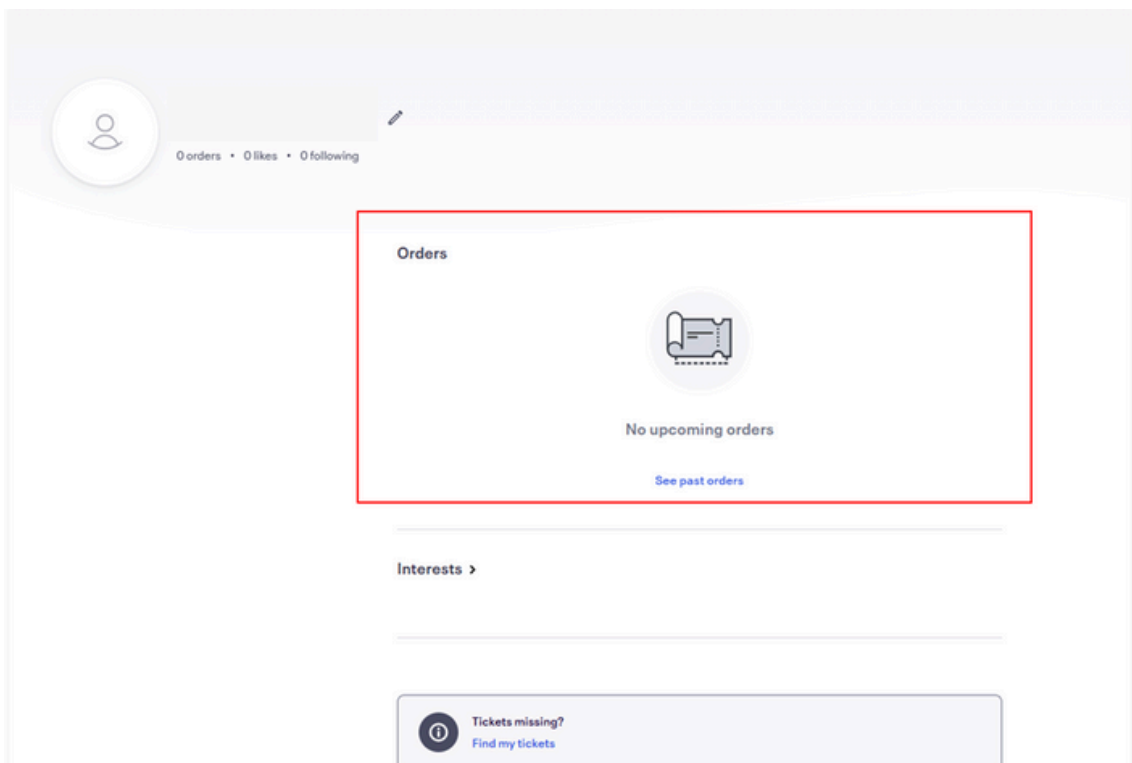 0 orders • 0 likes • 0 following
Orders
No upcoming orders
See past orders
Interests >
Tickets missing?
Find my tickets